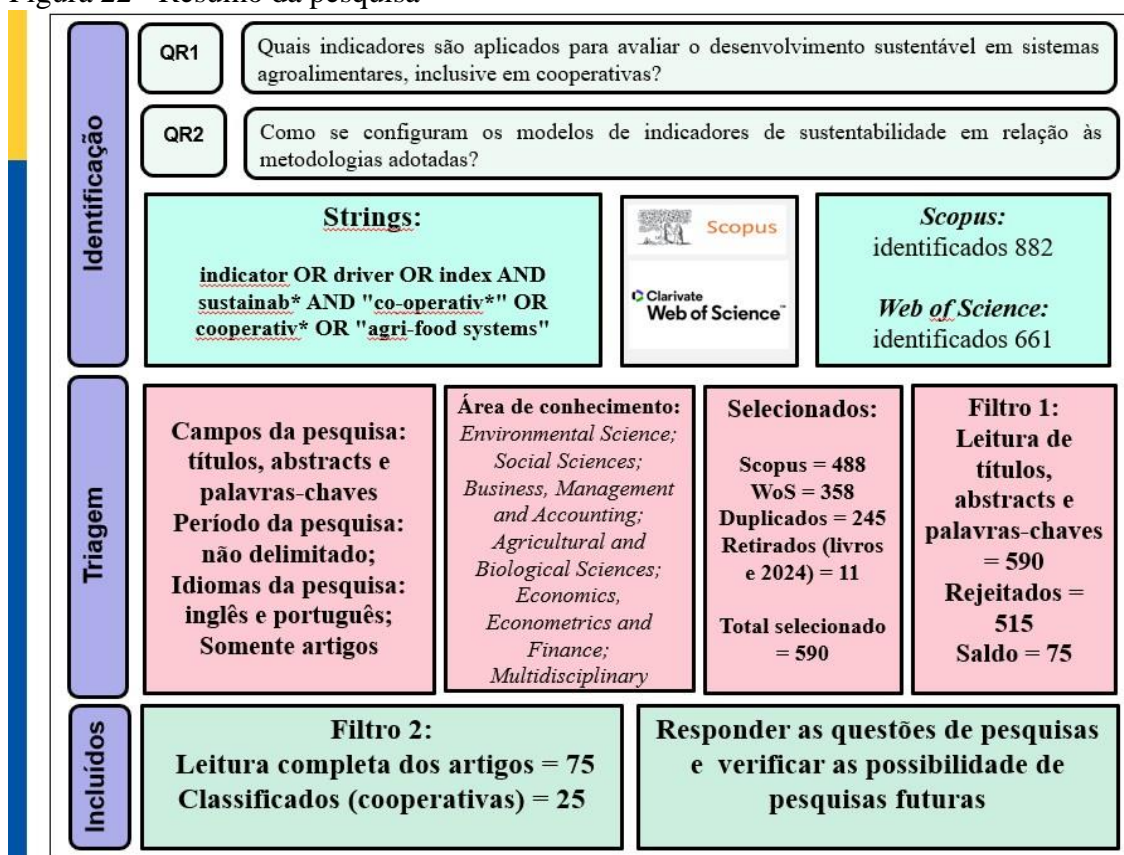 Figura 22 - Resumo da pesquisa
Identificação
QR1
Quais indicadores são aplicados para avaliar o desenvolvimento sustentável em sistemas
agroalimentares, inclusive em cooperativas?
QR2
Como se configuram os modelos de indicadores de sustentabilidade em relação às
metodologias adotadas?
Strings:
indicator OR driver OR index AND
sustainab* AND "co-operativ*" OR
cooperativ* OR "agri-food systems"
Scopus
Clarivate
Web of Science™
Scopus:
identificados 882
Web of Science:
identificados 661
Triagem
Campos da pesquisa:
títulos, abstracts e
palavras-chaves
Período da pesquisa:
não delimitado;
Idiomas da pesquisa:
inglês e português;
Somente artigos
Área de conhecimento:
Environmental Science;
Social Sciences;
Business, Management
and Accounting;
Agricultural and
Biological Sciences;
Economics,
Econometrics and
Finance;
Multidisciplinary
Selecionados:
Scopus = 488
WoS = 358
Duplicados = 245
Retirados (livros
e 2024) = 11
Total selecionado
= 590
Filtro 1:
Leitura de
títulos,
abstracts e
palavras-chaves
= 590
Rejeitados =
515
Saldo = 75
Incluídos
Filtro 2:
Leitura completa dos artigos = 75
Classificados (cooperativas) = 25
Responder as questões de pesquisas
e verificar as possibilidade de
pesquisas futuras